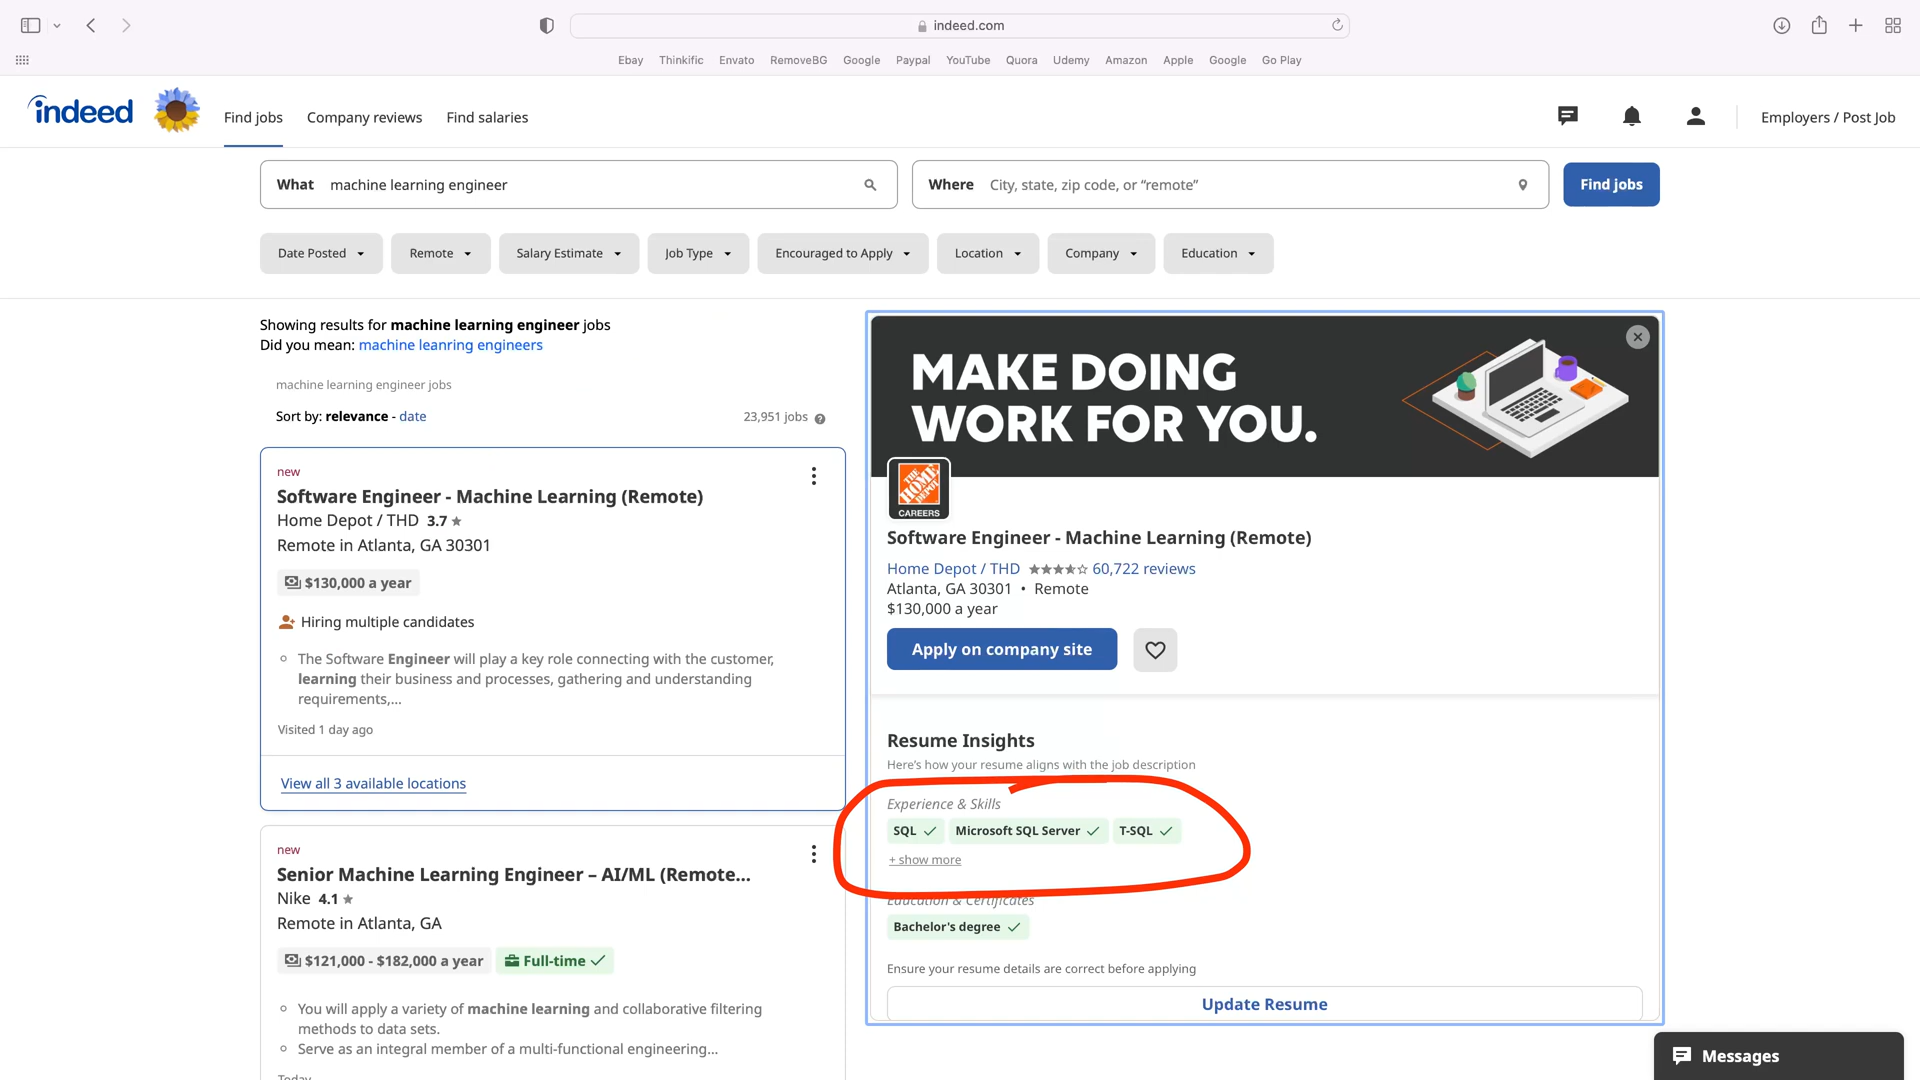 indeed.com
Ebay Thinkific Envato RemoveBG Google Paypal YouTube Quora Udemy Amazon Apple Google Go Play
indeed Find jobs Company reviews Find salaries Employers / Post Job
What machine learning engineer Where City, state, zip code, or “remote” Find jobs
Date Posted Remote Salary Estimate Job Type Encouraged to Apply Location Company Education
Showing results for machine learning engineer jobs
Did you mean: machine leanring engineers
machine learning engineer jobs
Sort by: relevance - date 23,951 jobs
new
Software Engineer - Machine Learning (Remote)
Home Depot / THD 3.7
Remote in Atlanta, GA 30301
$130,000 a year
Hiring multiple candidates
The Software Engineer will play a key role connecting with the customer,
learning their business and processes, gathering and understanding
requirements,...
Visited 1 day ago
View all 3 available locations
new
Senior Machine Learning Engineer – AI/ML (Remote...
Nike 4.1
Remote in Atlanta, GA
$121,000 - $182,000 a year Full-time
You will apply a variety of machine learning and collaborative filtering
methods to data sets.
Serve as an integral member of a multi-functional engineering...
Today
MAKE DOING
WORK FOR YOU.
THE HOME DEPOT
CAREERS
Software Engineer - Machine Learning (Remote)
Home Depot / THD 60,722 reviews
Atlanta, GA 30301 • Remote
$130,000 a year
Apply on company site
Resume Insights
Here’s how your resume aligns with the job description
Experience & Skills
SQL Microsoft SQL Server T-SQL
+ show more
Education & Certificates
Bachelor's degree
Ensure your resume details are correct before applying
Update Resume
Messages